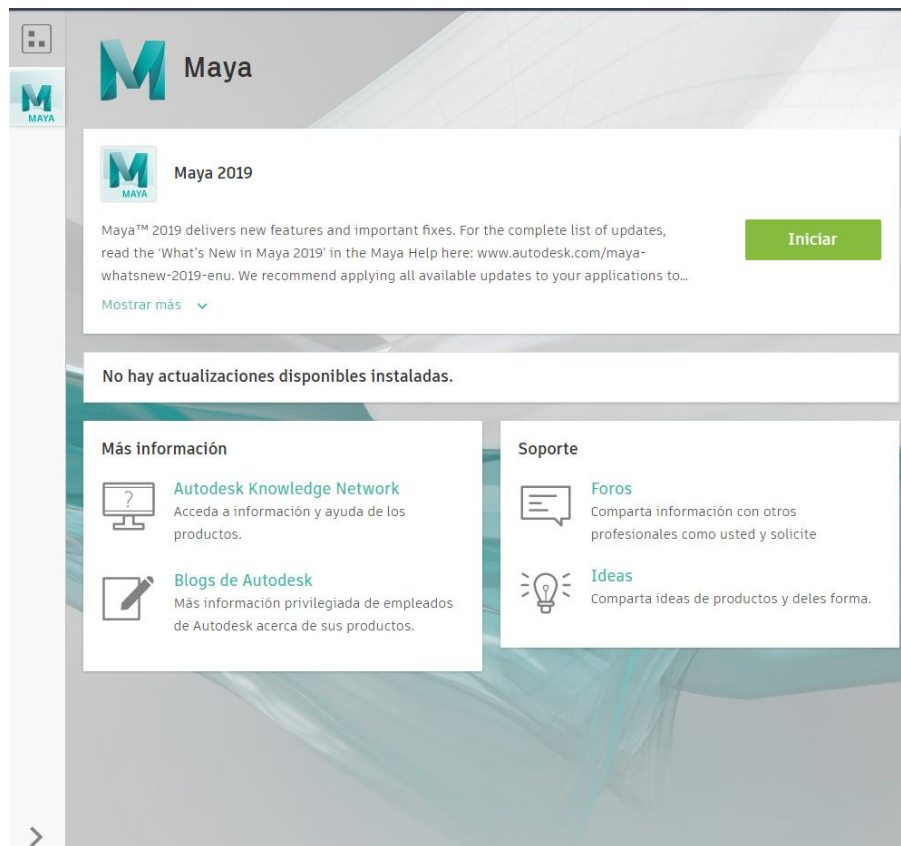 Maya
MAYA
MAYA
Maya 2019
Maya™ 2019 delivers new features and important fixes. For the complete list of updates,
read the ‘What's New in Maya 2019’ in the Maya Help here: www.autodesk.com/maya-
whatsnew-2019-enu. We recommend applying all available updates to your applications to…
Iniciar
Mostrar más
No hay actualizaciones disponibles instaladas.
Más información
Autodesk Knowledge Network
Acceda a información y ayuda de los
productos.
Blogs de Autodesk
Más información privilegiada de empleados
de Autodesk acerca de sus productos.
Soporte
Foros
Comparta información con otros
profesionales como usted y solicite
Ideas
Comparta ideas de productos y deles forma.